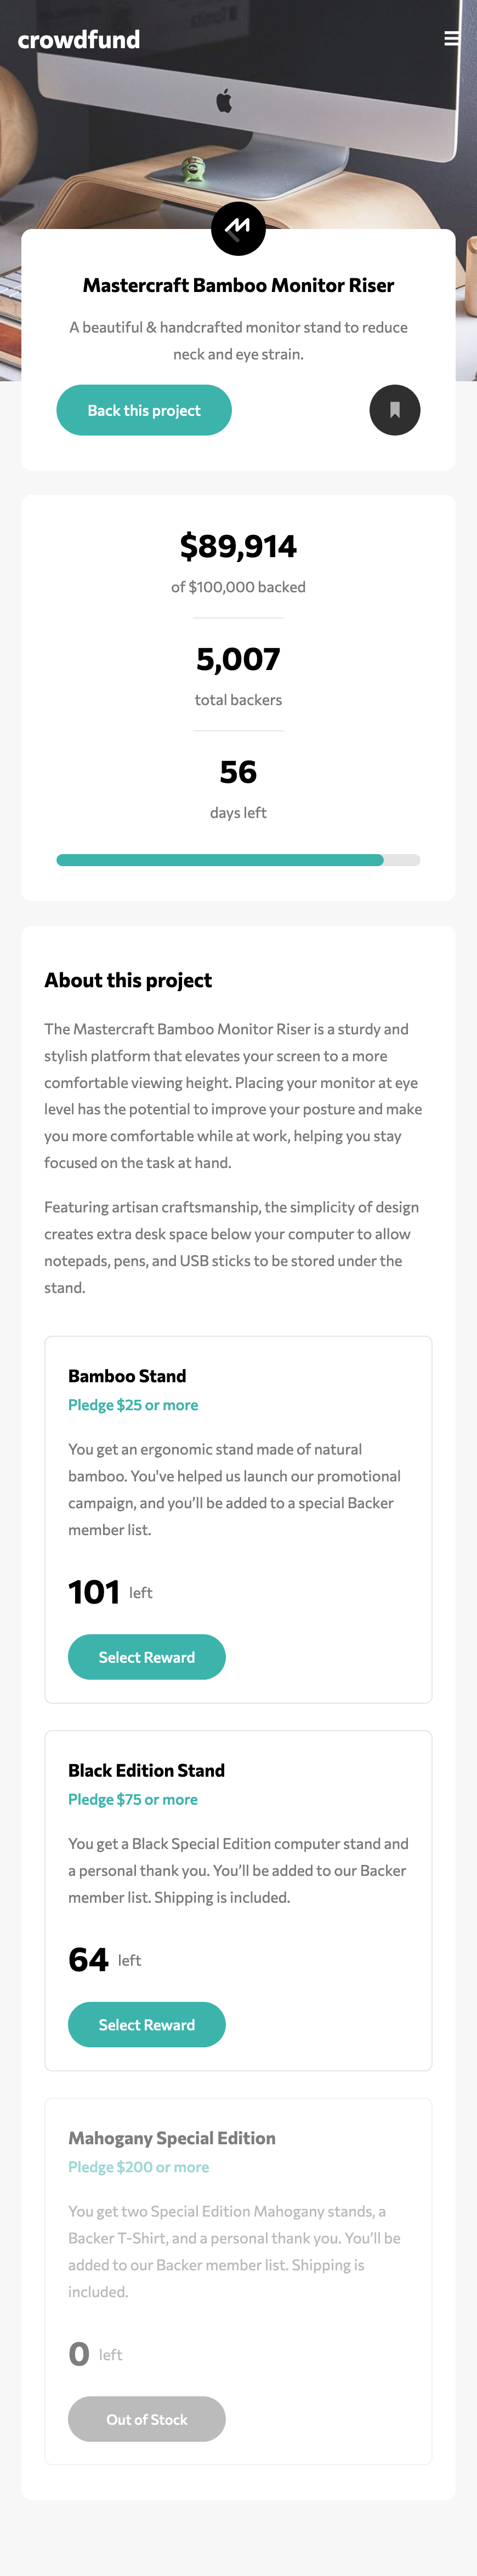 crowdfund
Mastercraft Bamboo Monitor Riser
A beautiful & handcrafted monitor stand to reduce
neck and eye strain.
Back this project
$89,914
of $100,000 backed
5,007
total backers
56
days left
About this project
The Mastercraft Bamboo Monitor Riser is a sturdy and
stylish platform that elevates your screen to a more
comfortable viewing height. Placing your monitor at eye
level has the potential to improve your posture and make
you more comfortable while at work, helping you stay
focused on the task at hand.
Featuring artisan craftsmanship, the simplicity of design
creates extra desk space below your computer to allow
notepads, pens, and USB sticks to be stored under the
stand.
Bamboo Stand
Pledge $25 or more
You get an ergonomic stand made of natural
bamboo. You've helped us launch our promotional
campaign, and you’ll be added to a special Backer
member list.
101 left
Select Reward
Black Edition Stand
Pledge $75 or more
You get a Black Special Edition computer stand and
a personal thank you. You’ll be added to our Backer
member list. Shipping is included.
64 left
Select Reward
Mahogany Special Edition
Pledge $200 or more
You get two Special Edition Mahogany stands, a
Backer T-Shirt, and a personal thank you. You’ll be
added to our Backer member list. Shipping is
included.
0 left
Out of Stock